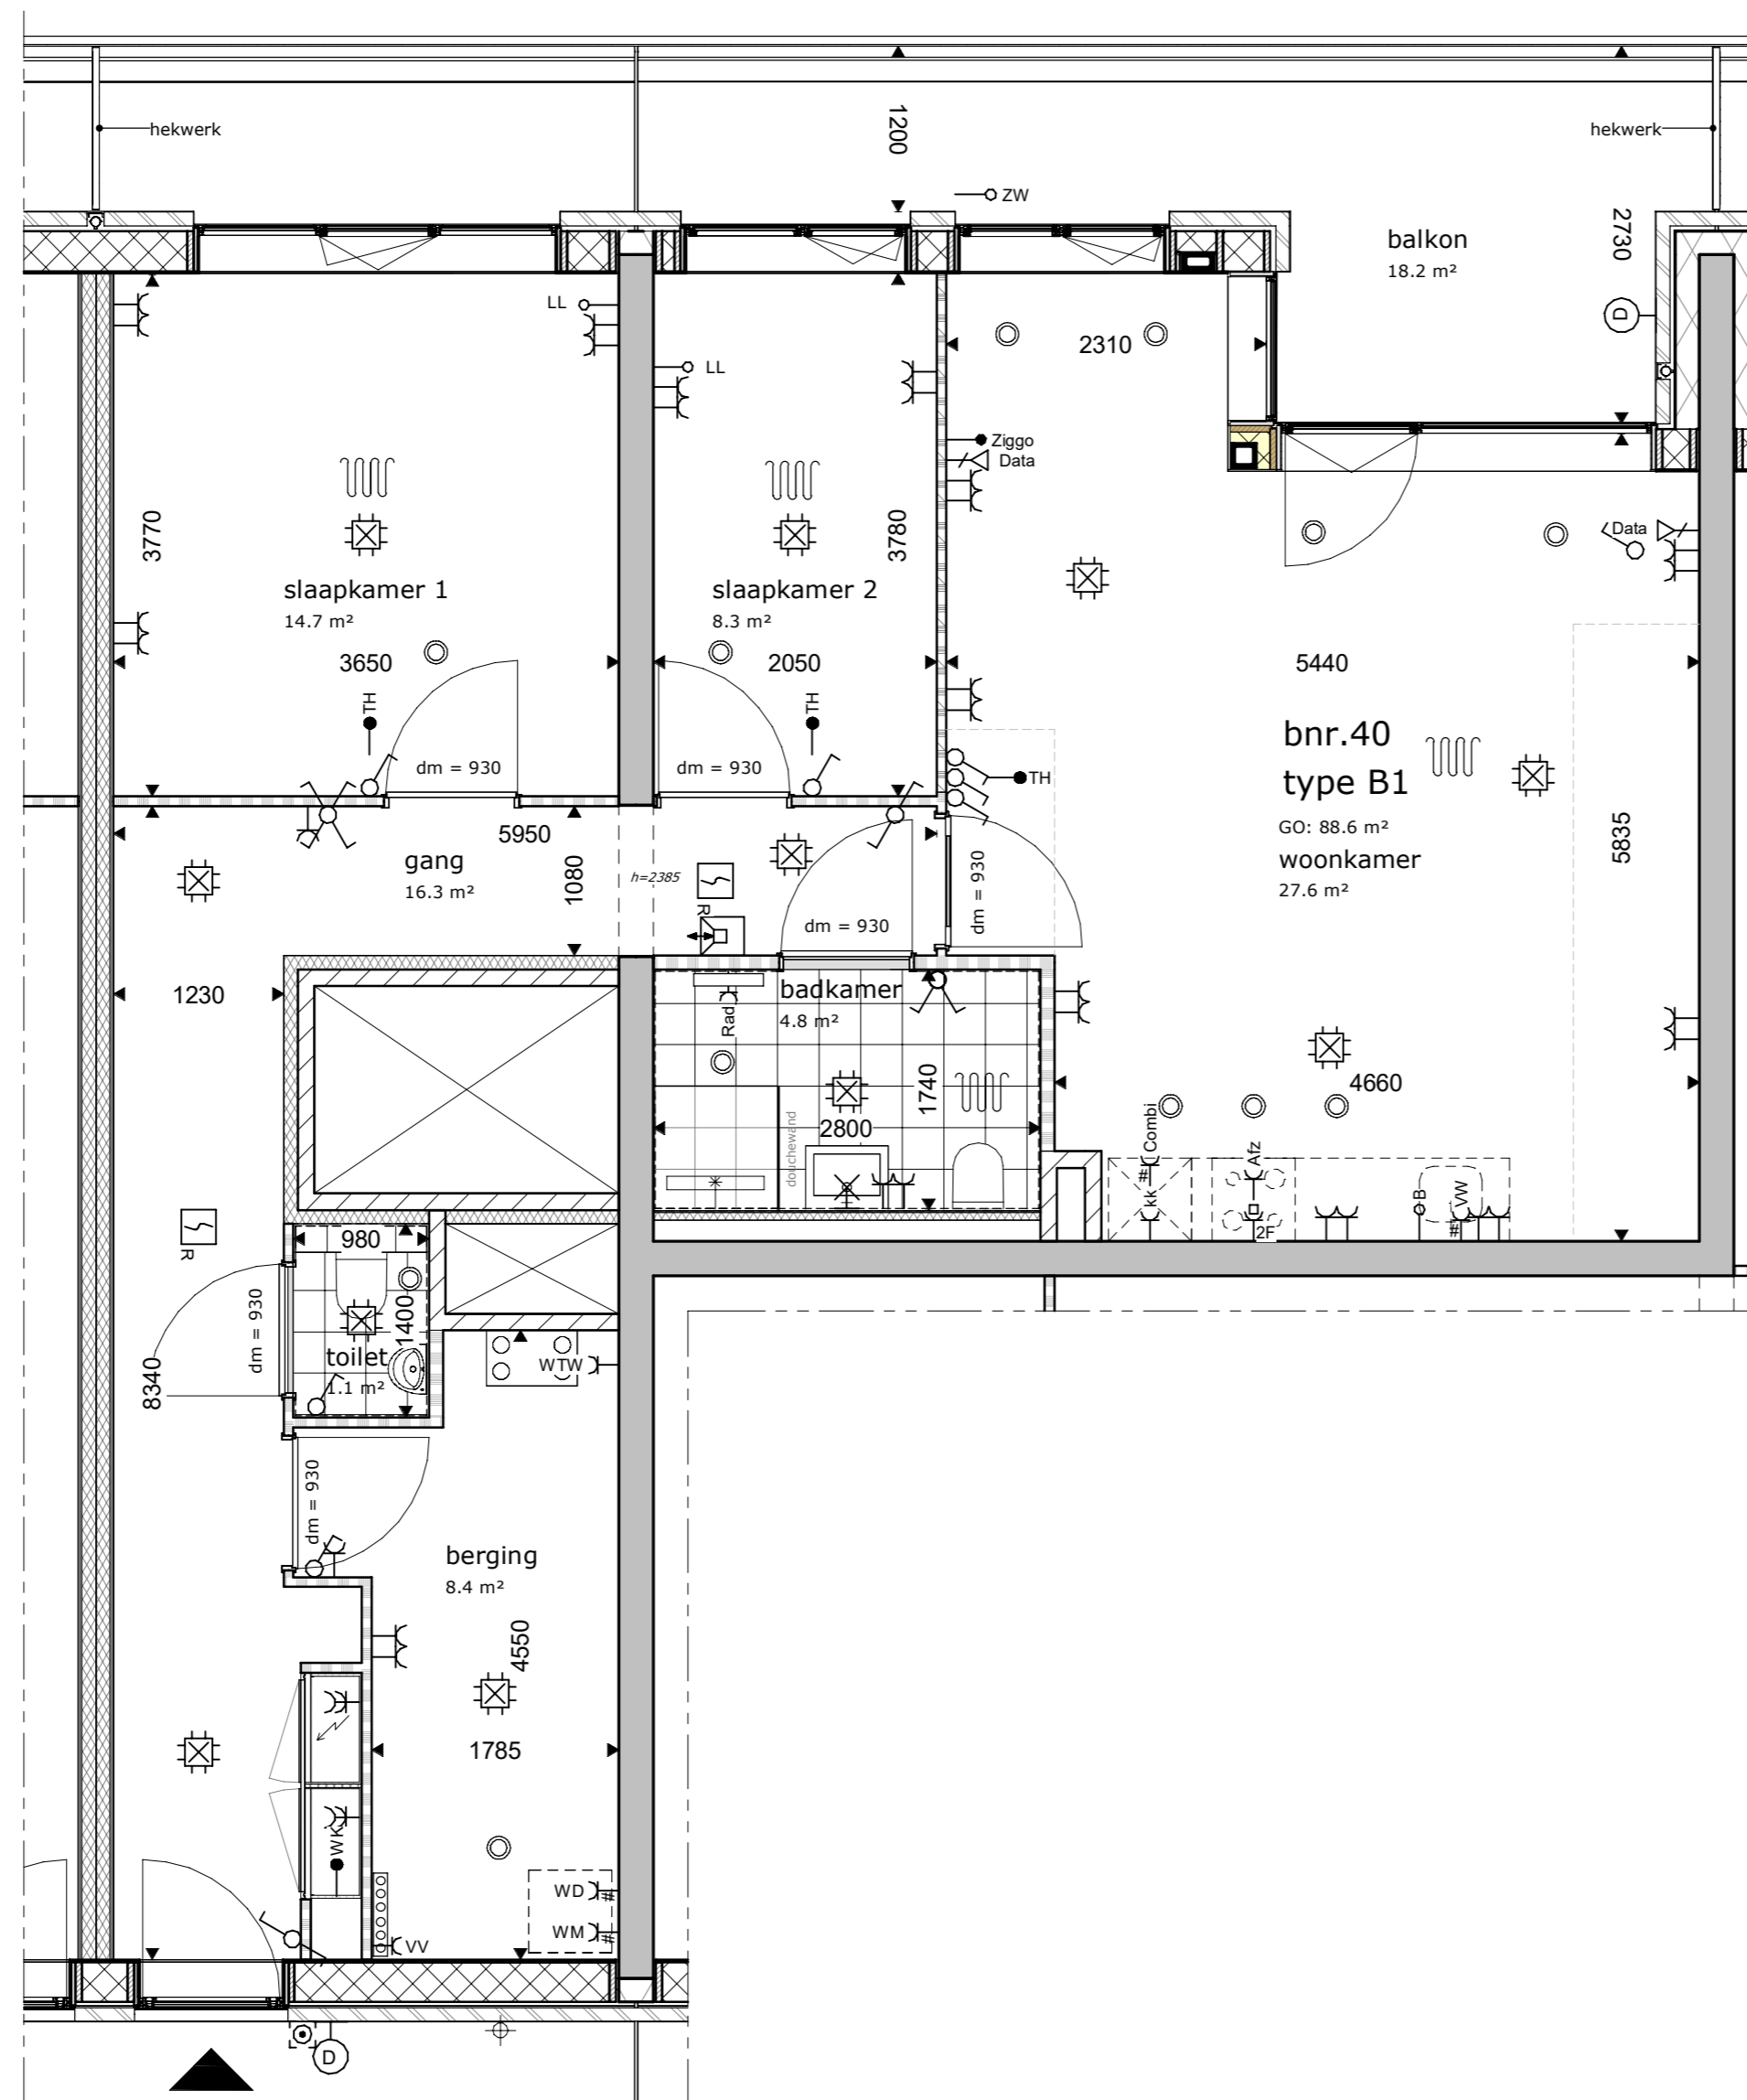 hekwerk
1200
hekwerk
ZW
2730
balkon
18.2 m²
D
LL
LL
2310
Ziggo
Data
Data
3770
3780
slaapkamer 1
14.7 m²
3650
slaapkamer 2
8.3 m²
2050
5440
TH
TH
bnr.40
type B1
GO: 88.6 m²
woonkamer
27.6 m²
TH
dm = 930
dm = 930
5950
5835
gang
16.3 m²
1080
h=2385
R
dm = 930
dm = 930
1230
badkamer
4.8 m²
Rad
1740
4660
2800
douchewand
Combi
#
kk
Afz
2F
B
VW
#
R
980
dm = 930
1400
toilet
1.1 m²
8340
WTW
dm = 930
berging
8.4 m²
4550
1785
WK
WD
#
WM
#
VV
D